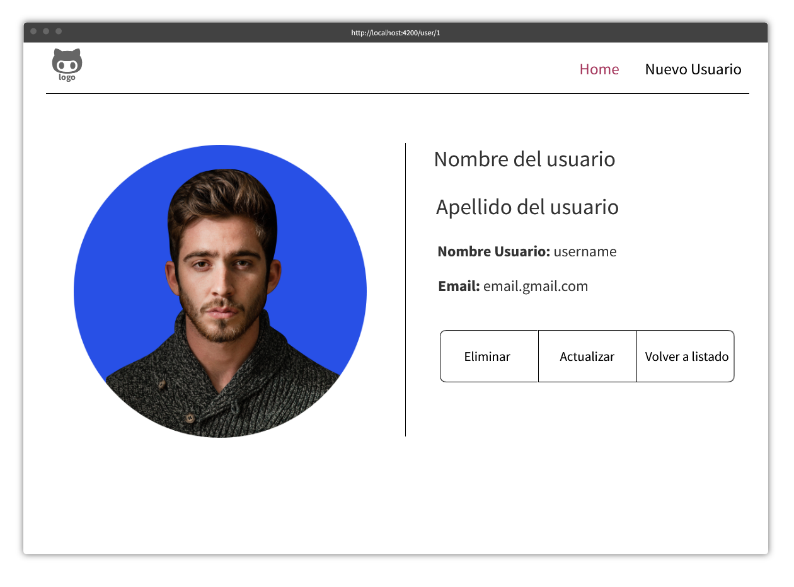 http://localhost:4200/user/1
logo
Home
Nuevo Usuario
Nombre del usuario
Apellido del usuario
Nombre Usuario: username
Email: email.gmail.com
Eliminar
Actualizar
Volver a listado